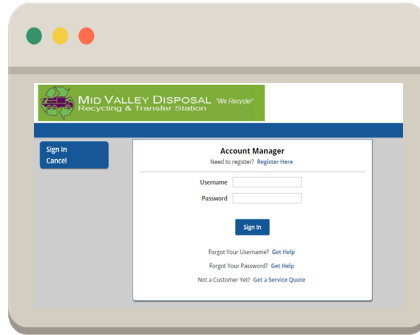 MID VALLEY DISPOSAL "We Recycle!"
Recycling & Transfer Station
Sign In
Cancel
Account Manager
Need to register? Register Here
Username
Password
Sign In
Forgot Your Username? Get Help
Forgot Your Password? Get Help
Not a Customer Yet? Get a Service Quote